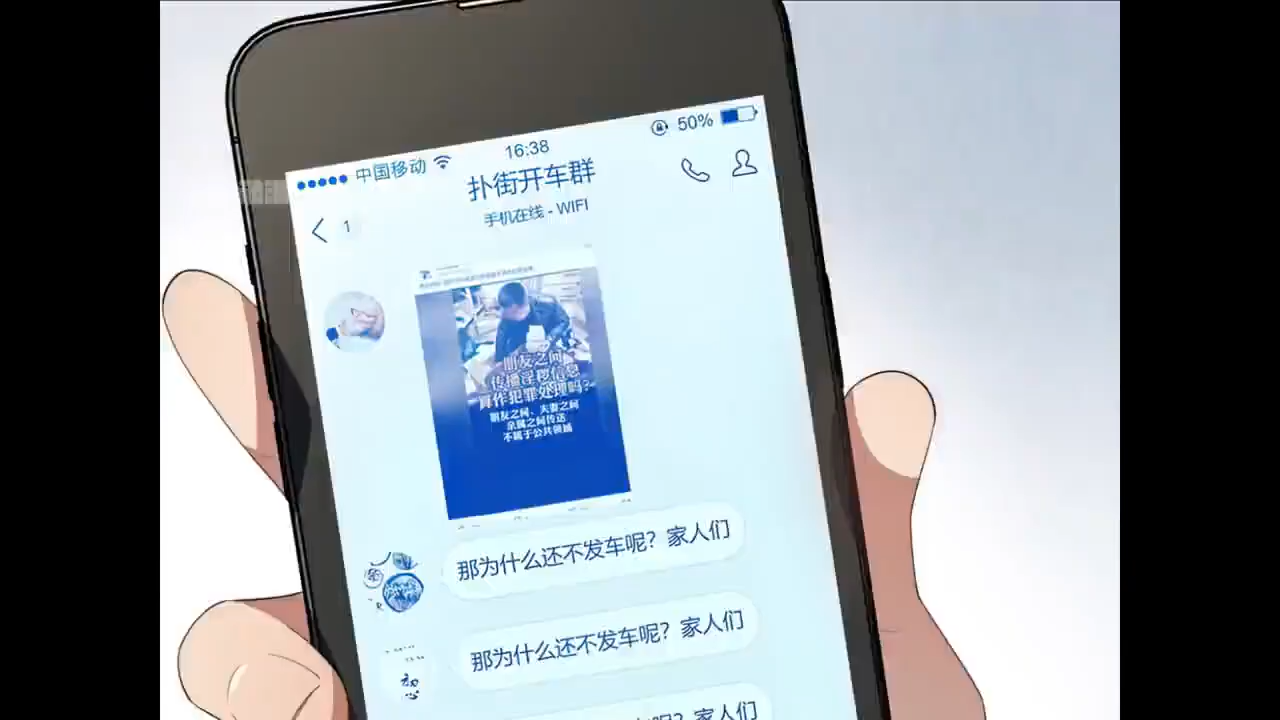 中国移动
16:38
50%
扑街开车群
手机在线 - WIFI
1
朋友之间
传播淫秽信息
算作犯罪处理吗?
朋友之间、夫妻之间
亲属之间传送
不属于公共领域
那为什么还不发车呢？家人们
那为什么还不发车呢？家人们
呢？家人们